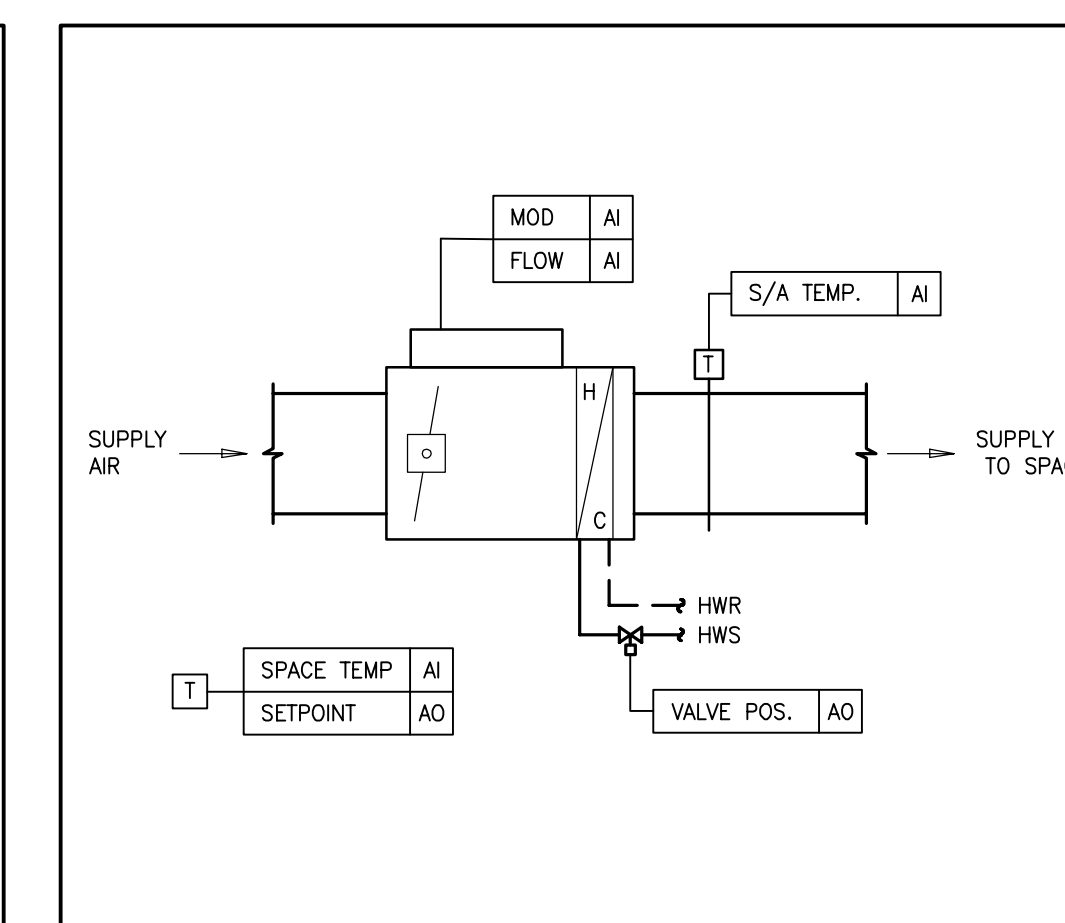 MOD AI
FLOW AI
S/A TEMP. AI
T
H
SUPPLY
AIR
SUPPLY
TO
C
HWR
HWS
SPACE TEMP AI
T
SETPOINT AO
VALVE POS. AO